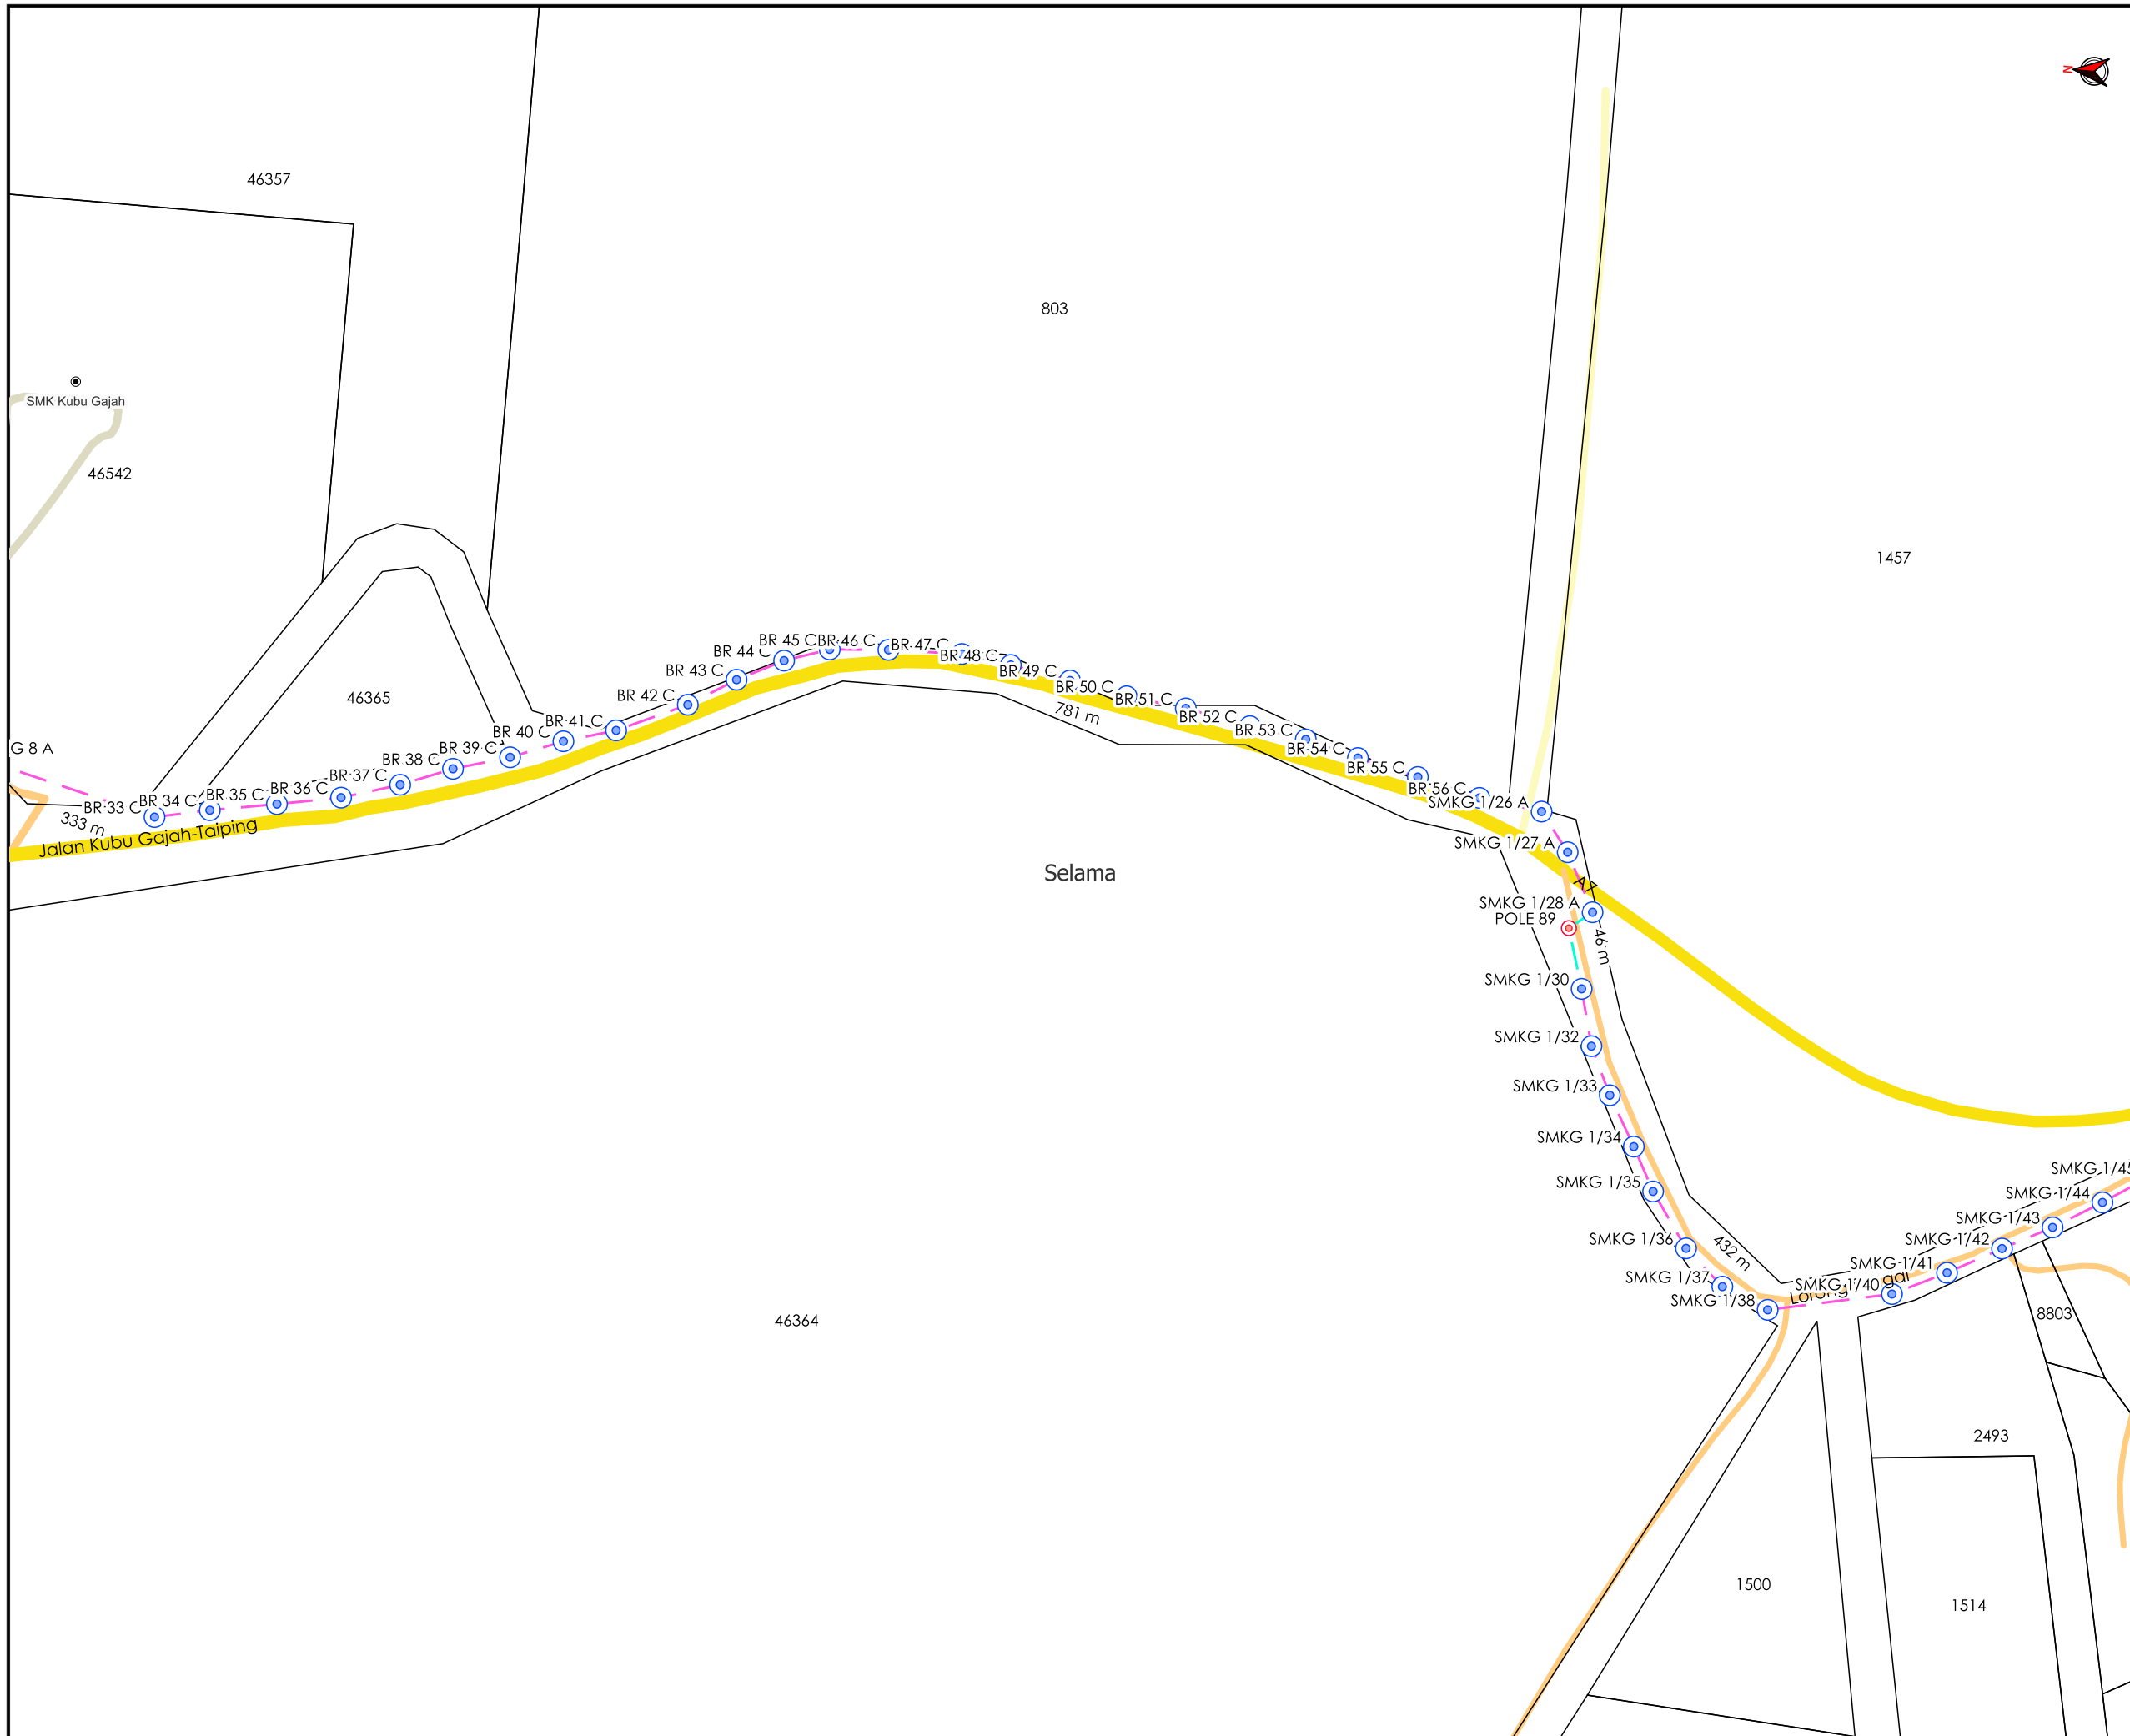 N
46357
803
SMK Kubu Gajah
46542
1457
46365
G 8 A
BR 33 C
BR 34 C
BR 35 C
BR 36 C
BR 37 C
BR 38 C
BR 39 C
BR 40 C
BR 41 C
BR 42 C
BR 43 C
BR 44 C
BR 45 C
BR 46 C
BR 47 C
BR 48 C
BR 49 C
BR 50 C
BR 51 C
BR 52 C
BR 53 C
BR 54 C
BR 55 C
BR 56 C
781 m
333 m
Jalan Kubu Gajah-Taiping
Selama
SMKG 1/26 A
SMKG 1/27 A
SMKG 1/28 A
POLE 89
46 m
SMKG 1/30
SMKG 1/32
SMKG 1/33
SMKG 1/34
SMKG 1/35
SMKG 1/36
SMKG 1/37
SMKG 1/38
432 m
SMKG 1/40
SMKG 1/41
SMKG 1/42
SMKG 1/43
SMKG 1/44
SMKG 1/45
Lorong
46364
8803
2493
1500
1514